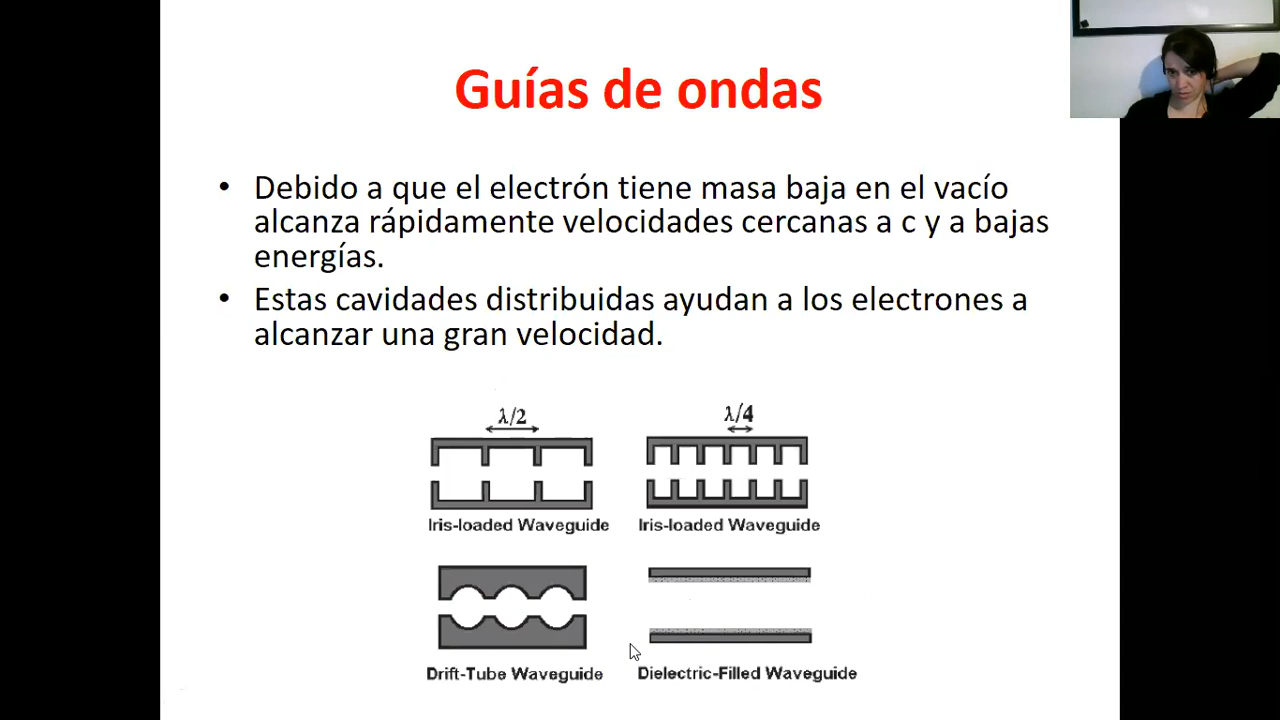 Guías de ondas
• Debido a que el electrón tiene masa baja en el vacío
alcanza rápidamente velocidades cercanas a c y a bajas
energías.
• Estas cavidades distribuidas ayudan a los electrones a
alcanzar una gran velocidad.
λ/2
λ/4
Iris-loaded Waveguide
Iris-loaded Waveguide
Drift-Tube Waveguide
Dielectric-Filled Waveguide